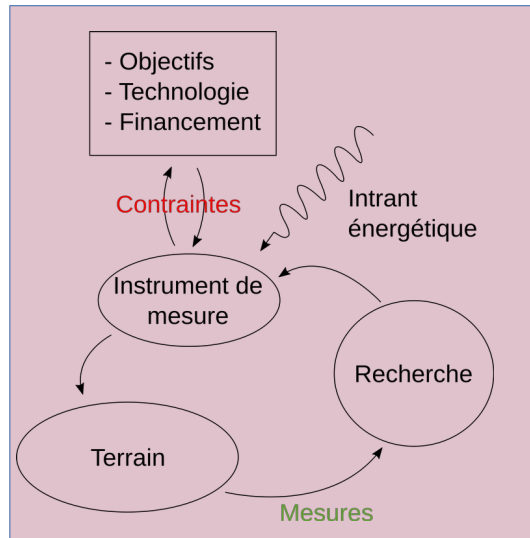 - Objectifs
- Technologie
- Financement
Contraintes
Intrant
énergétique
Instrument de
mesure
Recherche
Terrain
Mesures